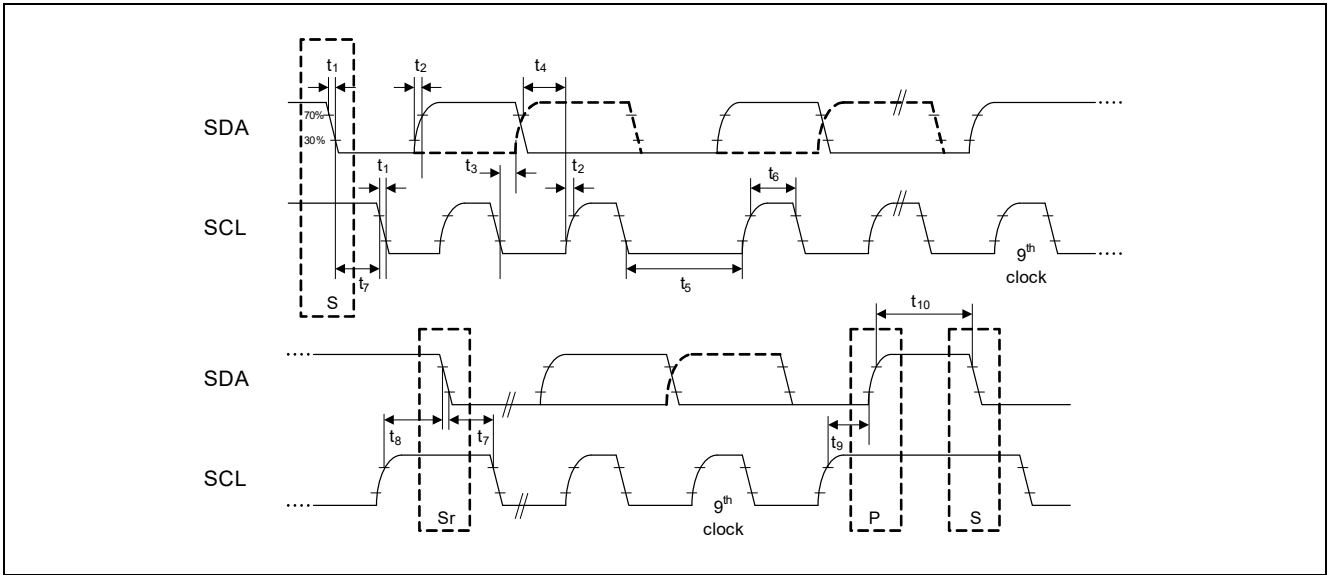 t1 t2 t4
SDA 70%
30%
t1 t3 t2 t6
SCL
t7 t5 9th
clock
S
t10
SDA
t8 t7 t9
SCL
Sr 9th P S
clock